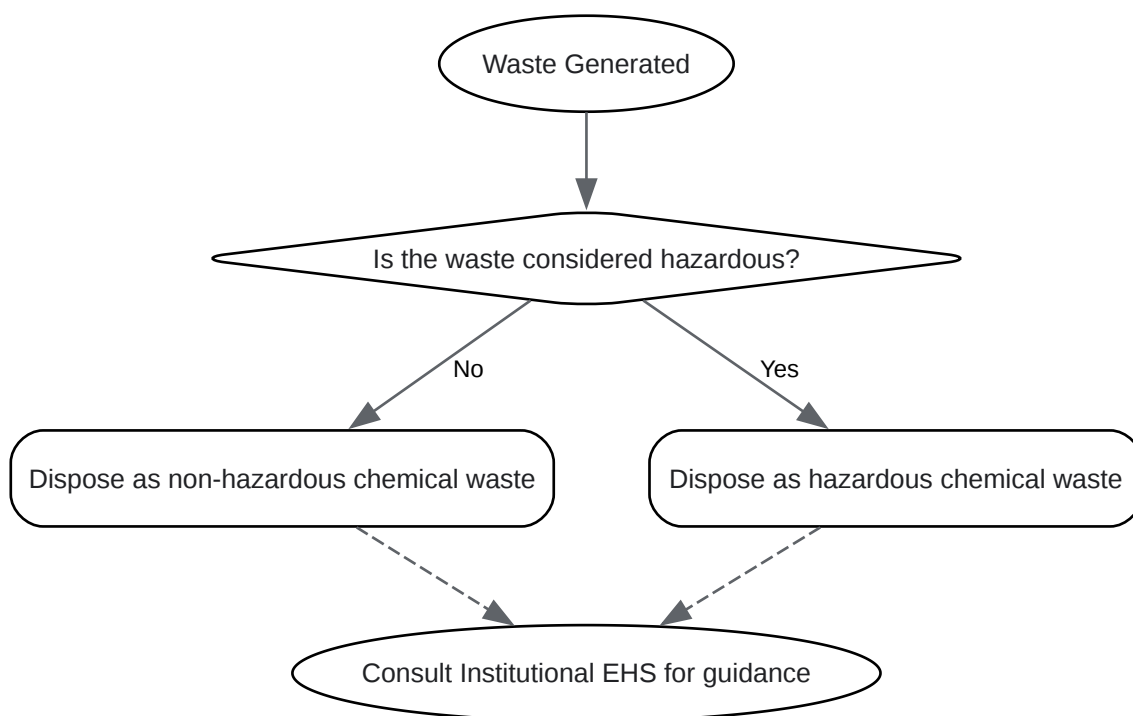 Waste Generated
Is the waste considered hazardous?
No
Yes
Dispose as non-hazardous chemical waste
Dispose as hazardous chemical waste
Consult Institutional EHS for guidance